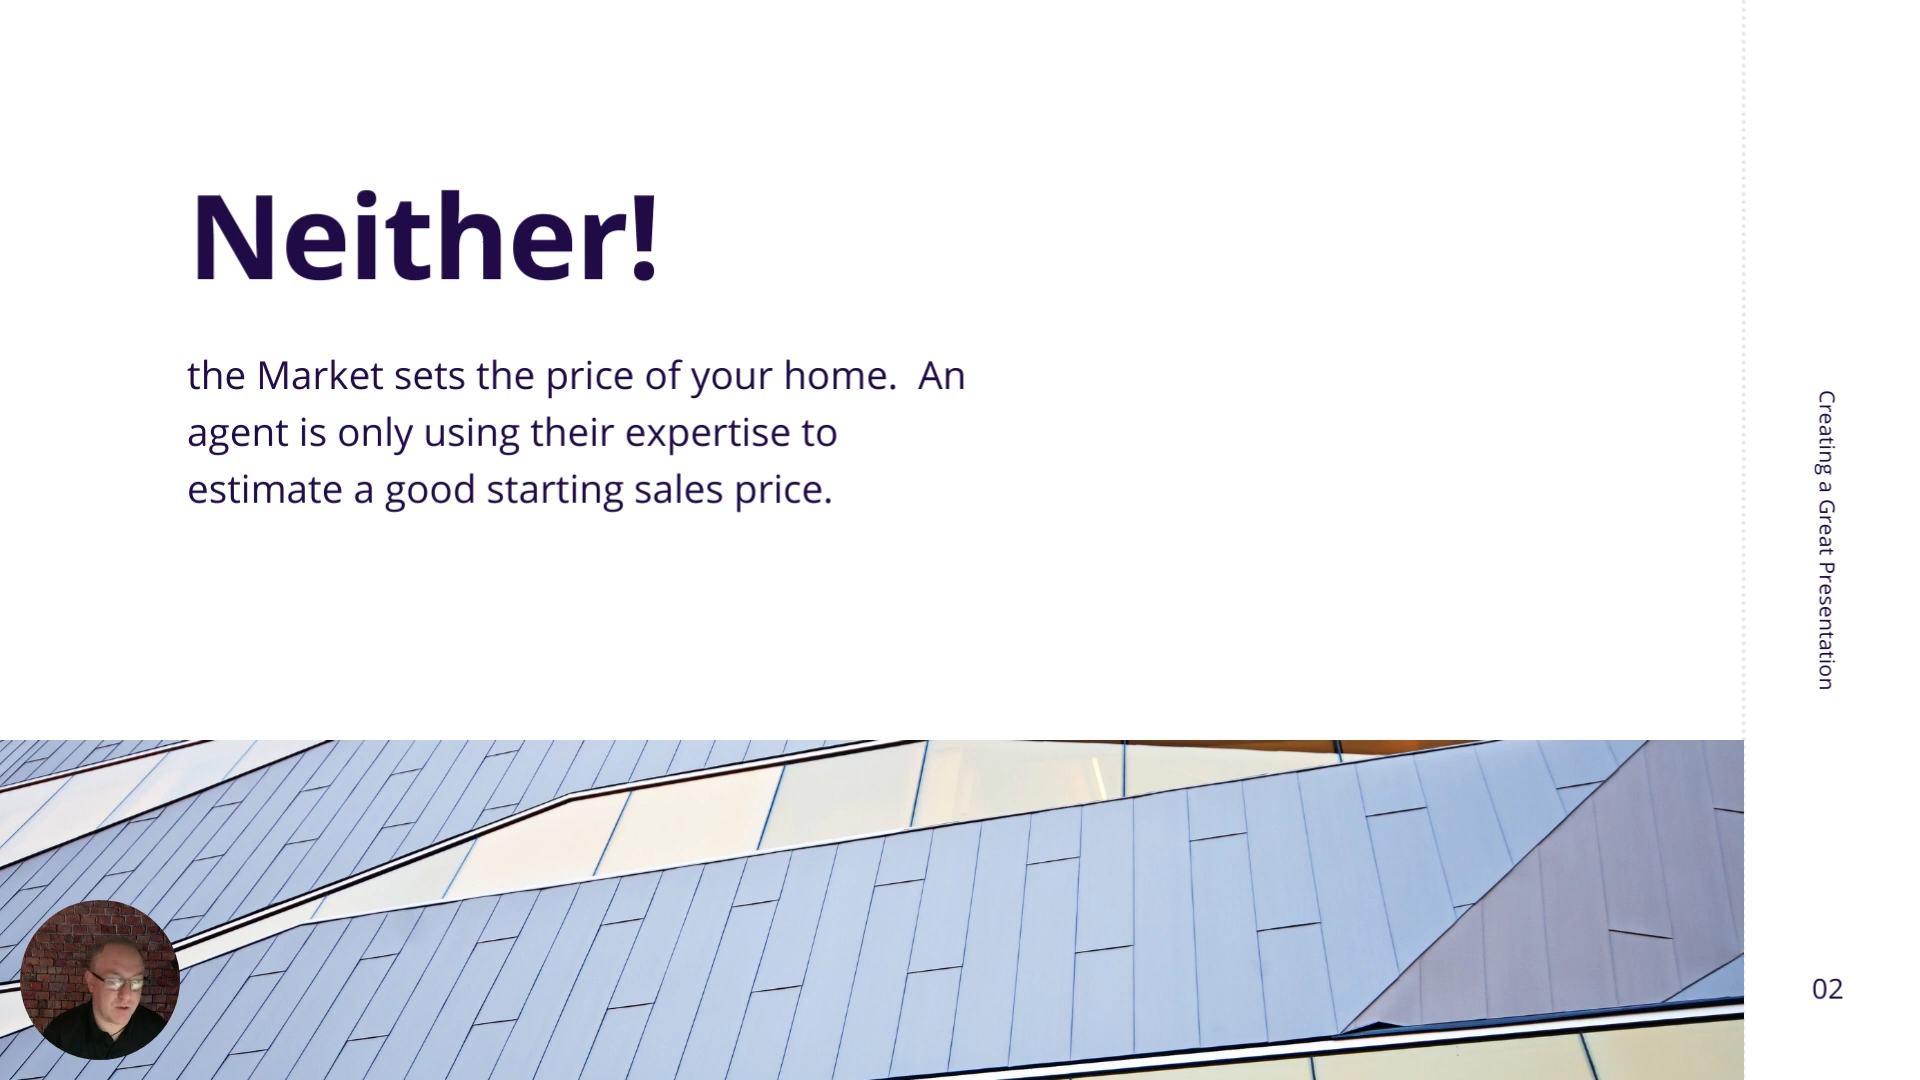 Neither!
the Market sets the price of your home.  An
agent is only using their expertise to
estimate a good starting sales price.
Creating a Great Presentation
02